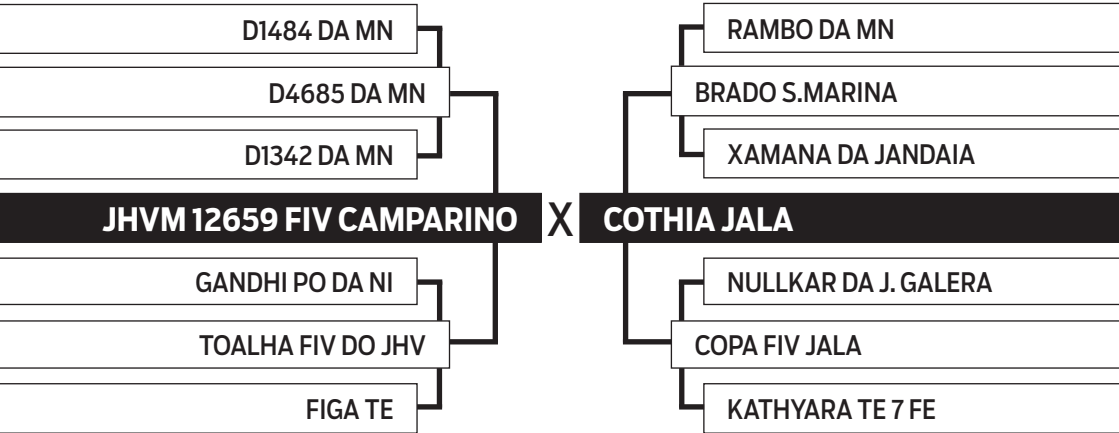 D1484 DA MN
D4685 DA MN
D1342 DA MN
JHVM 12659 FIV CAMPARINO
GANDHI PO DA NI
TOALHA FIV DO JHV
FIGA TE
X
RAMBO DA MN
BRADO S.MARINA
XAMANA DA JANDAIA
COTHIA JALA
NULLKAR DA J. GALERA
COPA FIV JALA
KATHYARA TE 7 FE